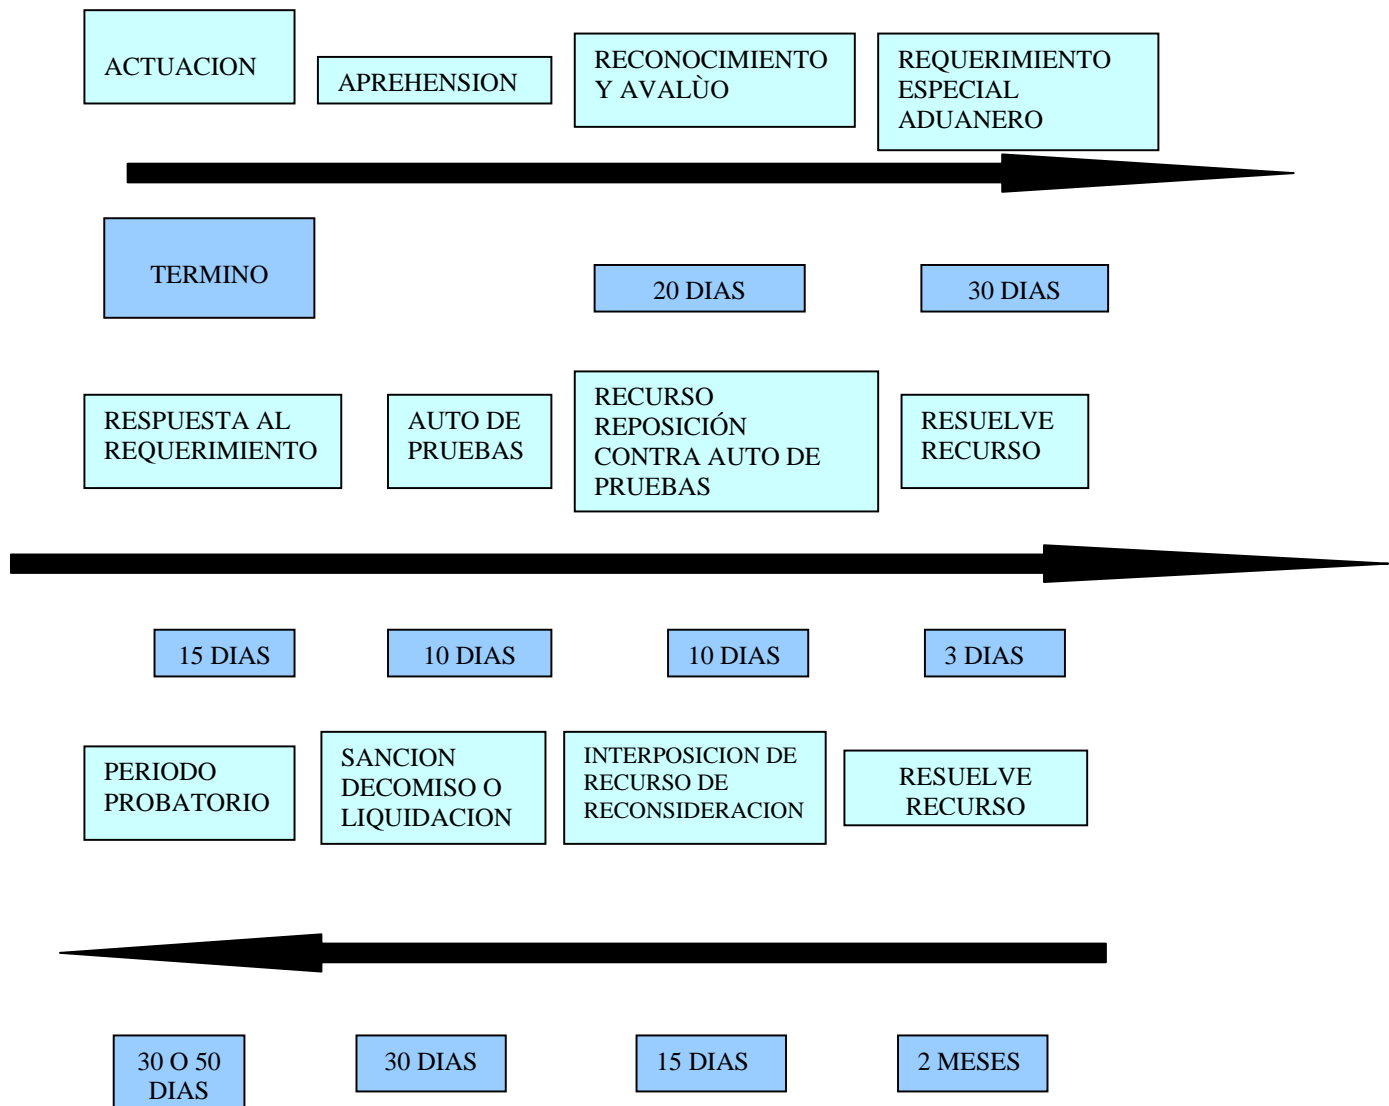 ACTUACION
APREHENSION
RECONOCIMIENTO
Y AVALÙO
REQUERIMIENTO
ESPECIAL
ADUANERO
TERMINO
20 DIAS
30 DIAS
RESPUESTA AL
REQUERIMIENTO
AUTO DE
PRUEBAS
RECURSO
REPOSICIÓN
CONTRA AUTO DE
PRUEBAS
RESUELVE
RECURSO
15 DIAS
10 DIAS
10 DIAS
3 DIAS
PERIODO
PROBATORIO
SANCION
DECOMISO O
LIQUIDACION
INTERPOSICION DE
RECURSO DE
RECONSIDERACION
RESUELVE
RECURSO
30 O 50
DIAS
30 DIAS
15 DIAS
2 MESES